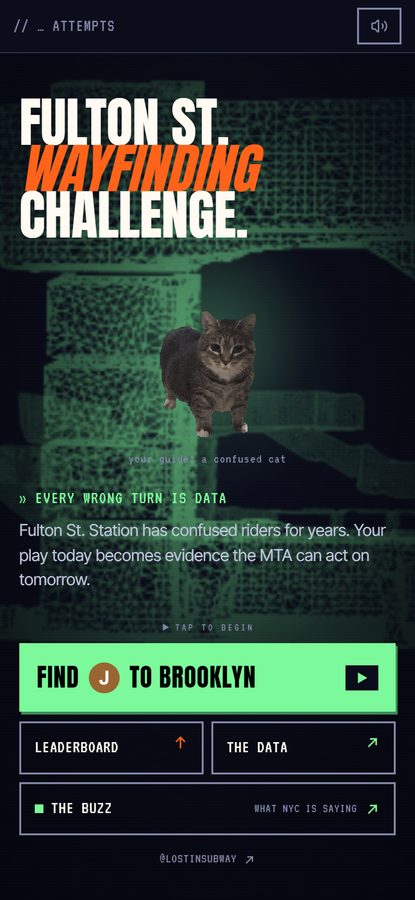 // … ATTEMPTS
FULTON ST.
WAYFINDING
CHALLENGE.
your guide: a confused cat
» EVERY WRONG TURN IS DATA
Fulton St. Station has confused riders for years. Your
play today becomes evidence the MTA can act on
tomorrow.
▶ TAP TO BEGIN
FIND J TO BROOKLYN
LEADERBOARD
THE DATA
THE BUZZ
WHAT NYC IS SAYING
@LOSTINSUBWAY